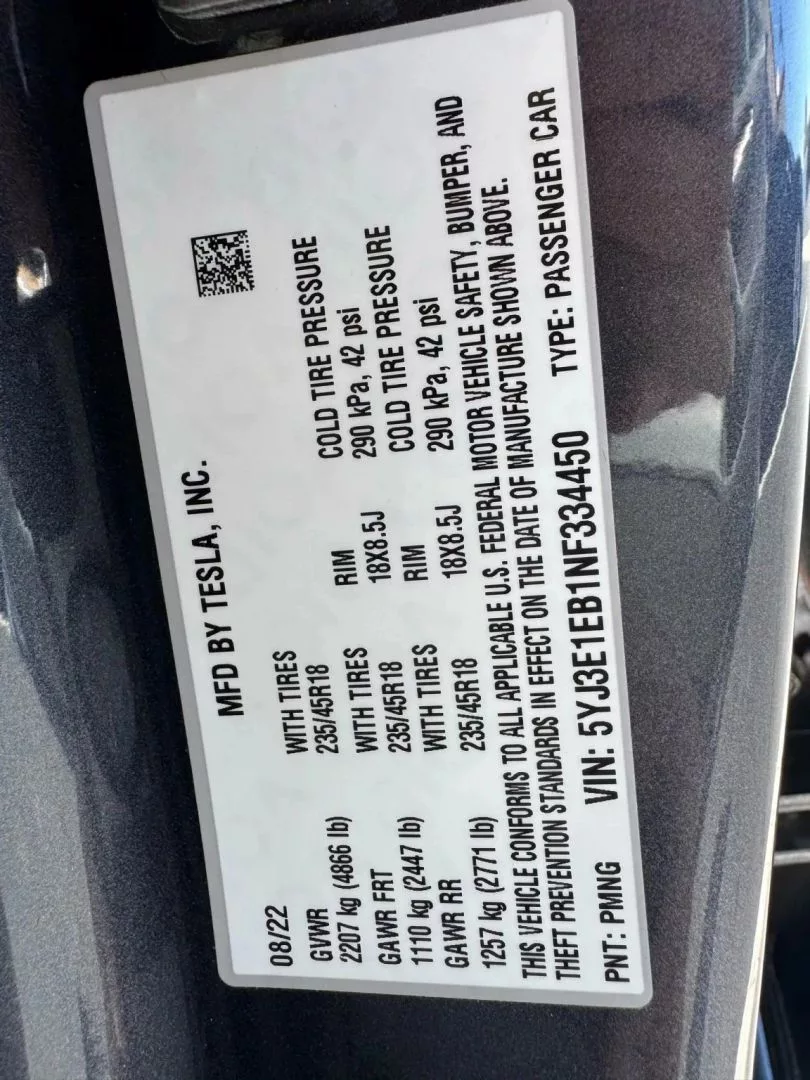 MFD BY TESLA, INC.
08/22
GVWR WITH TIRES RIM COLD TIRE PRESSURE
2207 kg (4866 lb) 235/45R18 18X8.5J 290 kPa, 42 psi
GAWR FRT WITH TIRES RIM COLD TIRE PRESSURE
1110 kg (2447 lb) 235/45R18 18X8.5J 290 kPa, 42 psi
GAWR RR WITH TIRES
1257 kg (2771 lb) 235/45R18
THIS VEHICLE CONFORMS TO ALL APPLICABLE U.S. FEDERAL MOTOR VEHICLE SAFETY, BUMPER, AND
THEFT PREVENTION STANDARDS IN EFFECT ON THE DATE OF MANUFACTURE SHOWN ABOVE.
PNT: PMNG VIN: 5YJ3E1EB1NF334450 TYPE: PASSENGER CAR